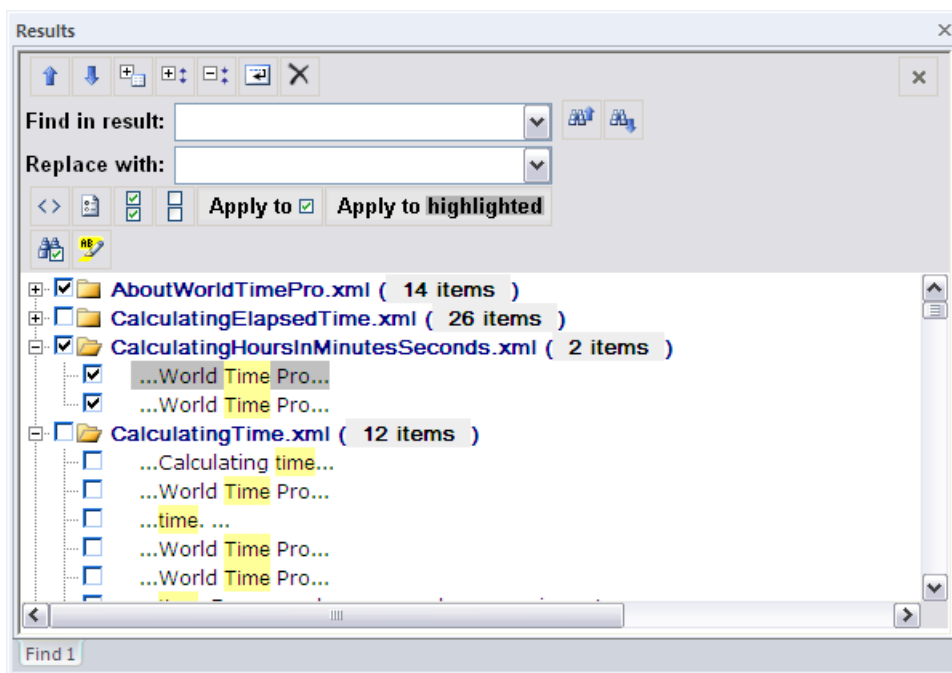 Results
Find in result:
Replace with:
<> Apply to Apply to highlighted
AB
AboutWorldTimePro.xml ( 14 items )
CalculatingElapsedTime.xml ( 26 items )
CalculatingHoursInMinutesSeconds.xml ( 2 items )
...World Time Pro...
...World Time Pro...
CalculatingTime.xml ( 12 items )
...Calculating time...
...World Time Pro...
...time. ...
...World Time Pro...
...World Time Pro...
Find 1